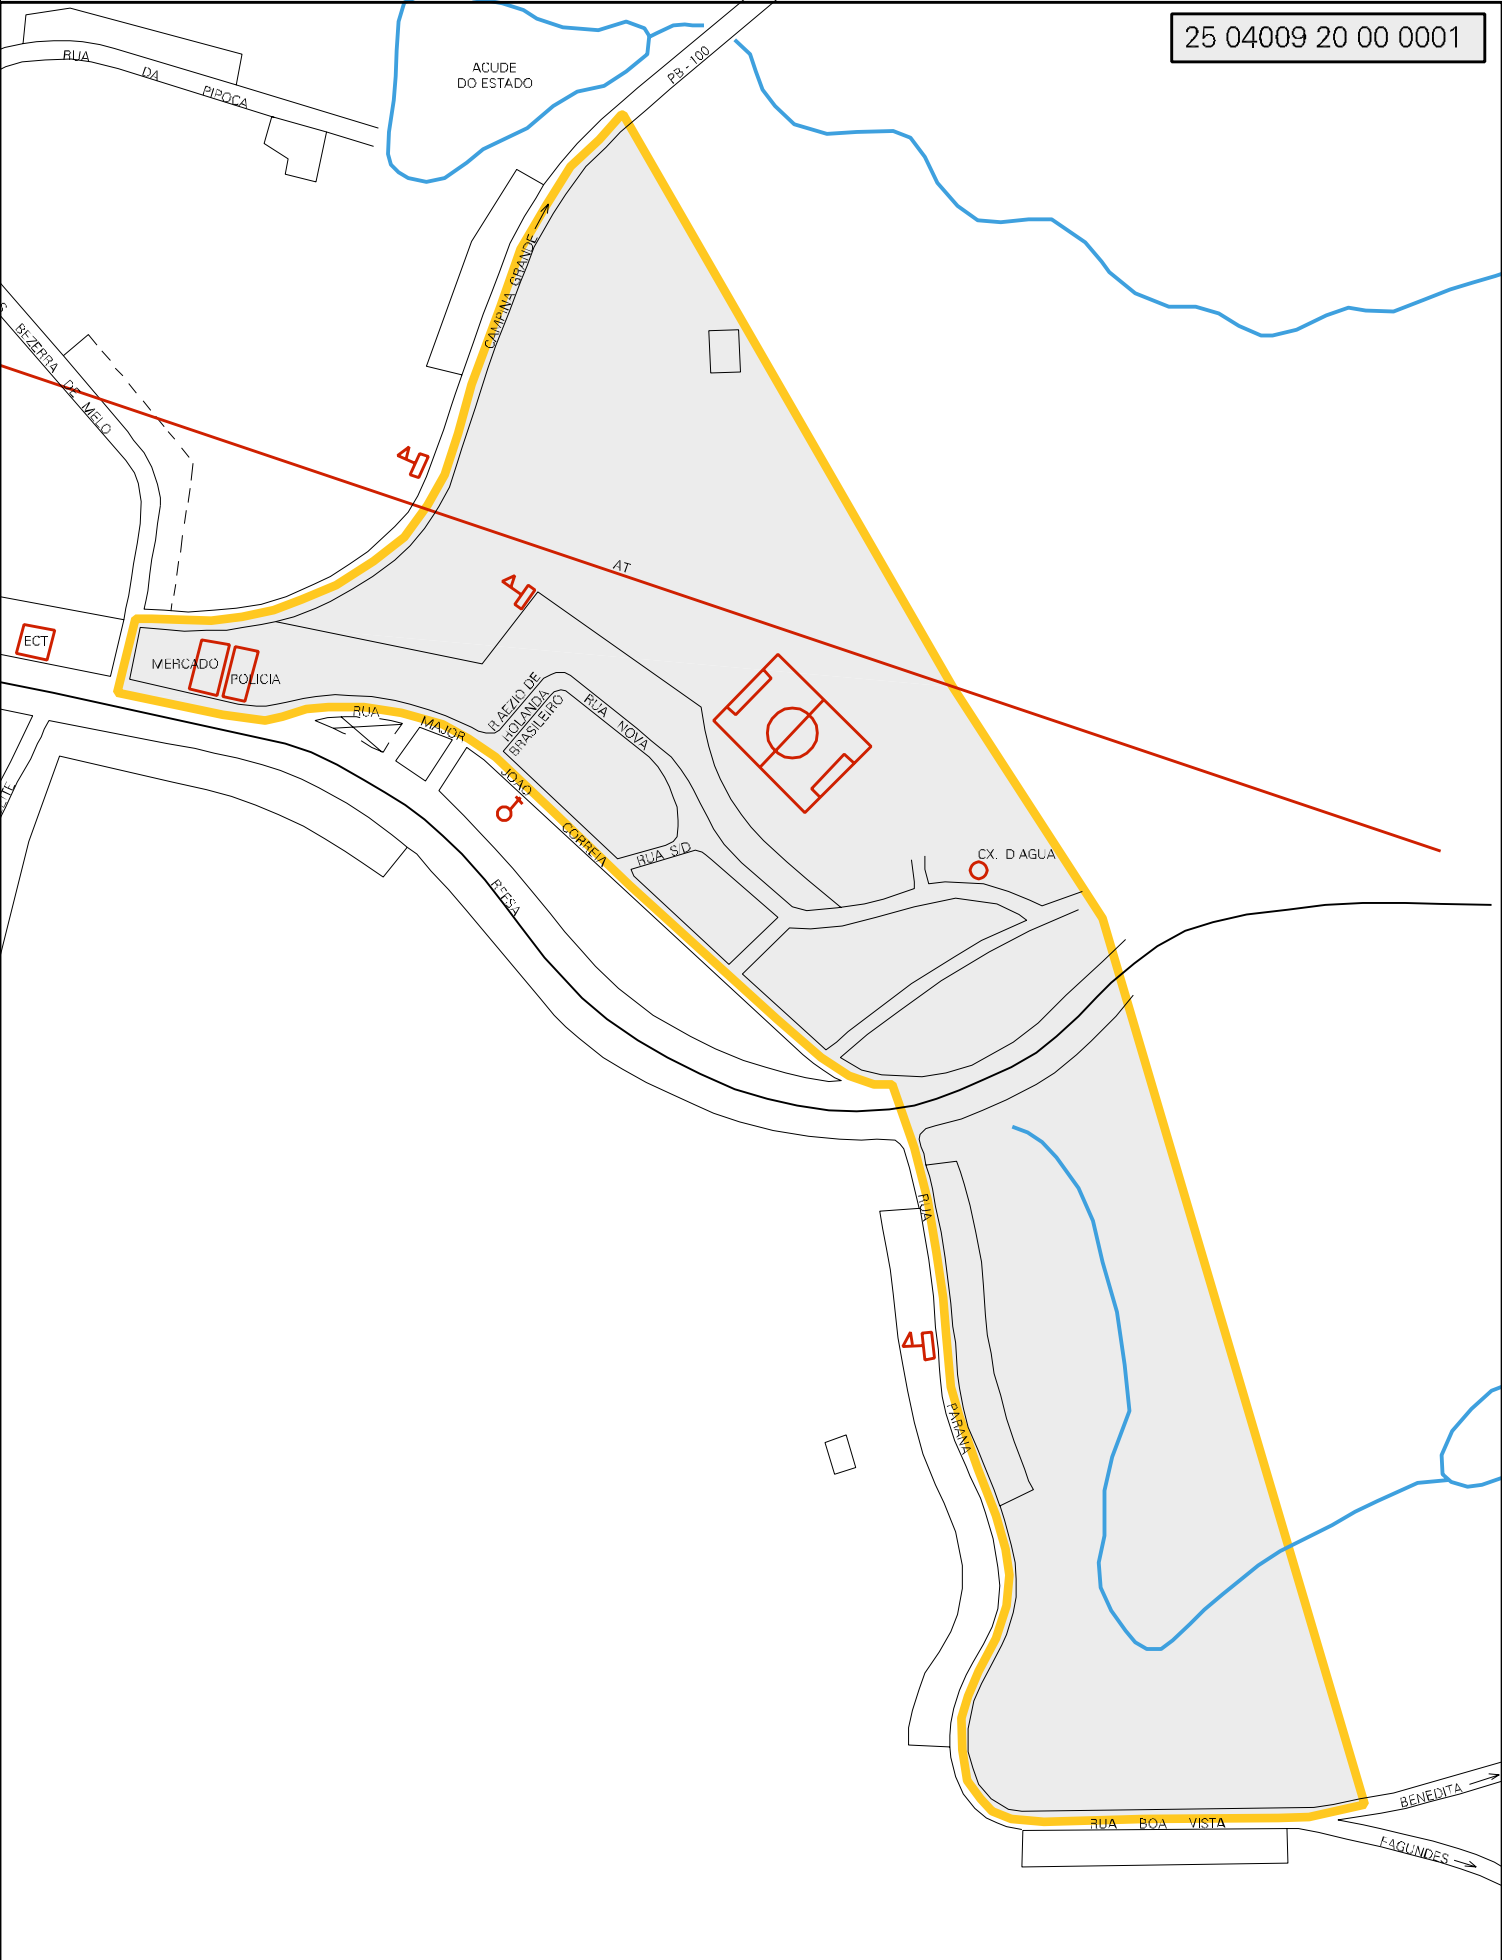 25 04009 20 00 0001
ACUDE
DO ESTADO
PB - 100
RUA DA PIPOCA
CAMPINA GRANDE
S BEZERRA DE MELO
AT
ECT
MERCADO
POLICIA
R.AEZIO DE
HOLANDA
BRASILEIRO
RUA NOVA
RUA MAJOR JOAO CORREIA
RUA S/D
CX. D AGUA
RFFSA
RUA PARANA
RUA BOA VISTA
BENEDITA
FAGUNDES